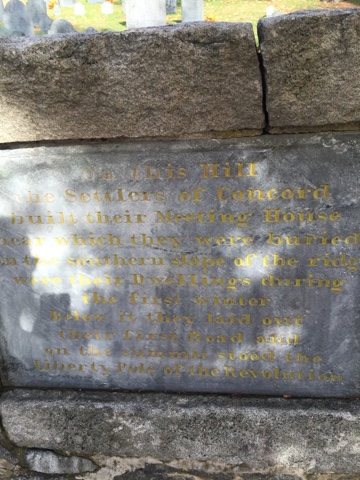 On this Hill
the Settlers of Concord
built their Meeting House
near which they were buried
on the southern slope of the ridge
were their Dwellings during
the first winter
Below it they laid out
their first Road and
on the summit stood the
Liberty Pole of the Revolution